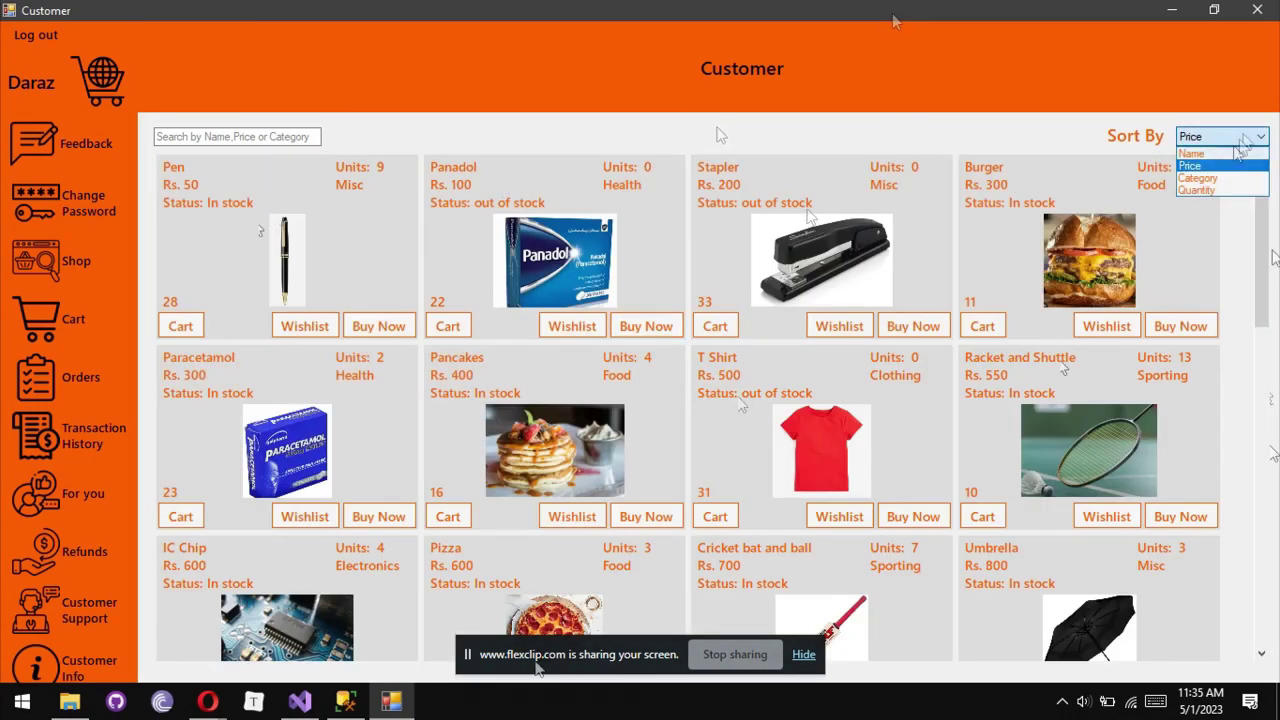 Customer
Log out
Daraz
Customer
Feedback
Change
Password
Shop
Cart
Orders
Transaction
History
For you
Refunds
Customer
Support
Customer
Info
Search by Name,Price or Category
Sort By
Price
Name
Price
Category
Quantity
Pen
Units: 9
Rs. 50
Misc
Status: In stock
28
Cart
Wishlist
Buy Now
Panadol
Units: 0
Rs. 100
Health
Status: out of stock
Panadol
22
Cart
Wishlist
Buy Now
Stapler
Units: 0
Rs. 200
Misc
Status: out of stock
33
Cart
Wishlist
Buy Now
Burger
Units:
Rs. 300
Food
Status: In stock
11
Cart
Wishlist
Buy Now
Paracetamol
Units: 2
Rs. 300
Health
Status: In stock
PARACETAMOL
23
Cart
Wishlist
Buy Now
Pancakes
Units: 4
Rs. 400
Food
Status: In stock
16
Cart
Wishlist
Buy Now
T Shirt
Units: 0
Rs. 500
Clothing
Status: out of stock
31
Cart
Wishlist
Buy Now
Racket and Shuttle
Units: 13
Rs. 550
Sporting
Status: In stock
10
Cart
Wishlist
Buy Now
IC Chip
Units: 4
Rs. 600
Electronics
Status: In stock
Pizza
Units: 3
Rs. 600
Food
Status: In stock
Cricket bat and ball
Units: 7
Rs. 700
Sporting
Status: In stock
Umbrella
Units: 3
Rs. 800
Misc
Status: In stock
www.flexclip.com is sharing your screen.
Stop sharing
Hide
11:35 AM
5/1/2023